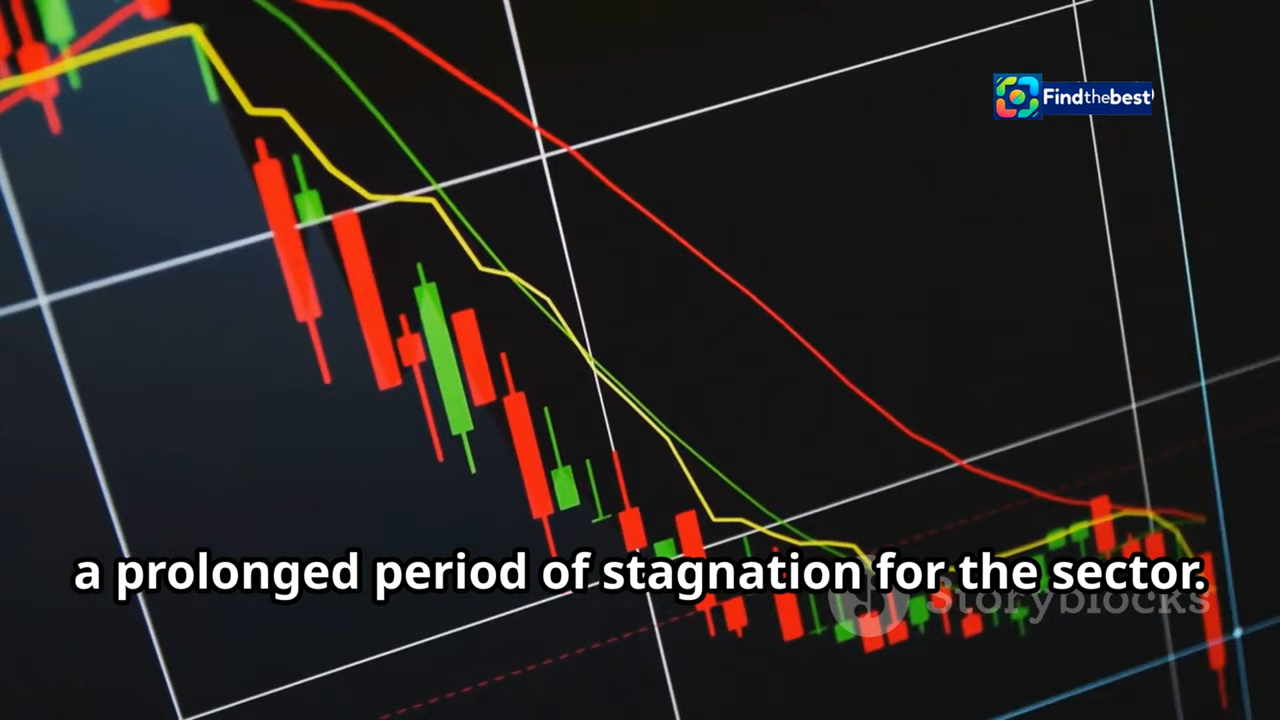 Findthebest
a prolonged period of stagnation for the sector.
Storyblocks